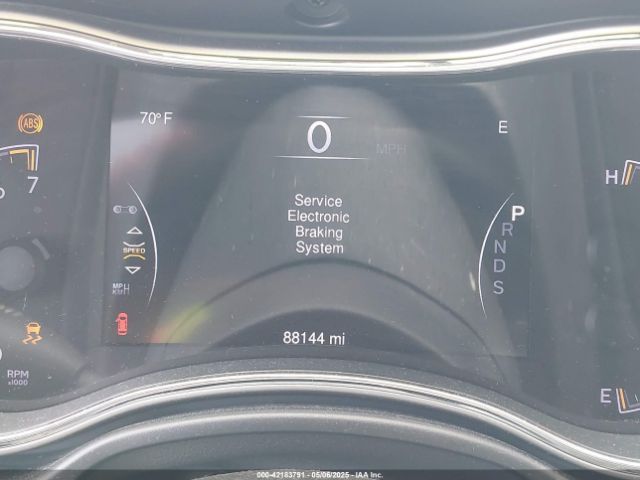 70°F
E
0
MPH
ABS
7
H
Service
Electronic
Braking
System
P
R
N
D
S
SPEED
MPH
KM/H
88144 mi
RPM
x1000
E
000-42183791 - 05/06/2025 - IAA Inc.